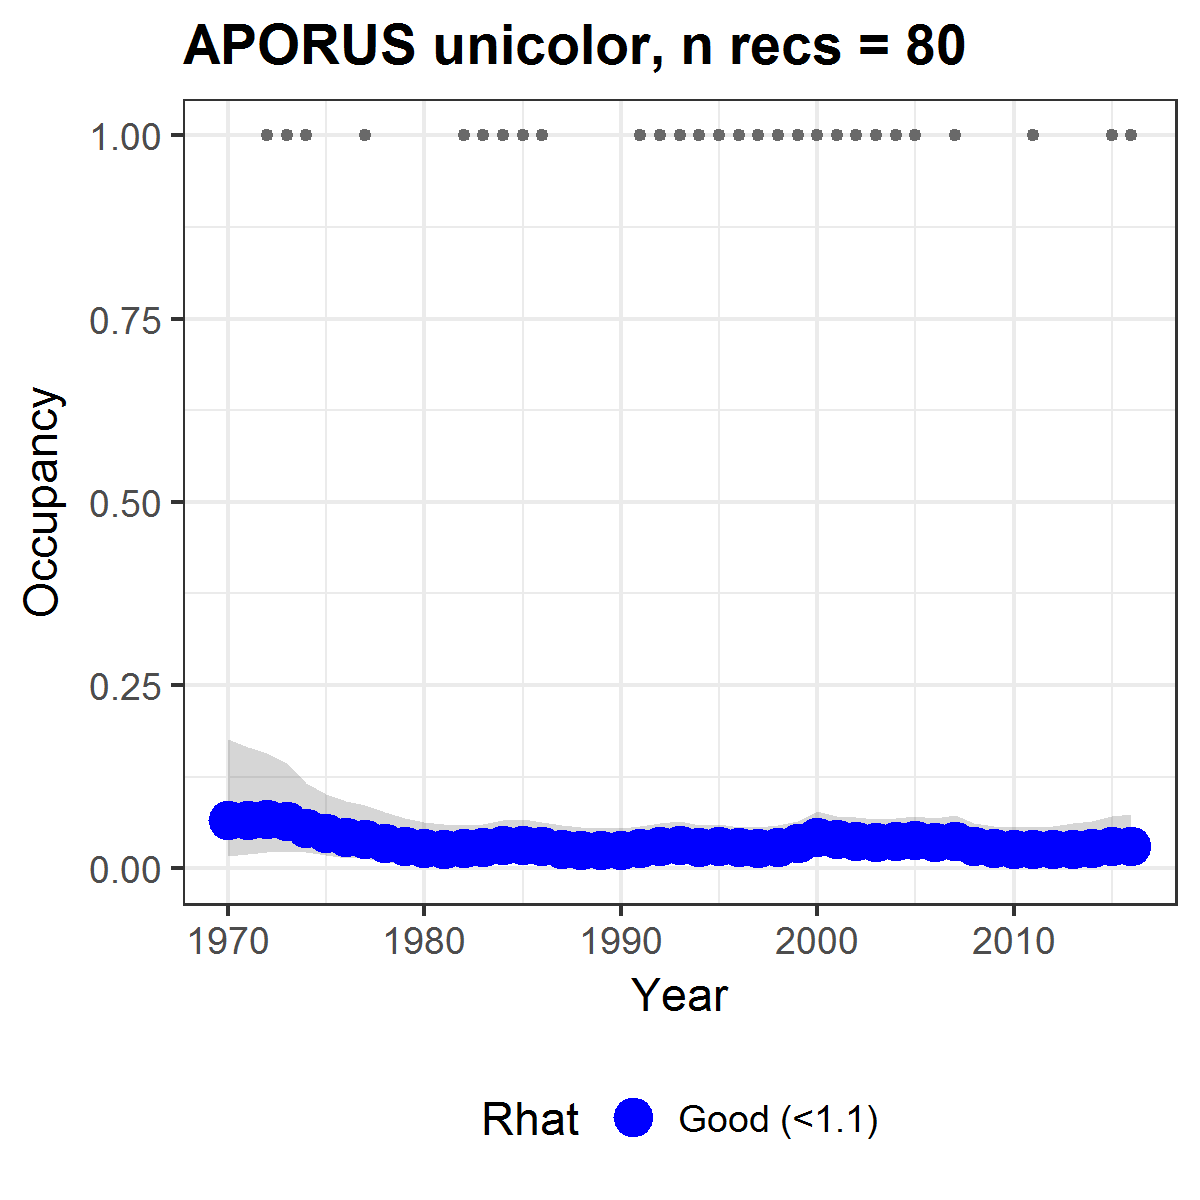 APORUS unicolor, n recs = 80
1.00
0.75
0.50
0.25
0.00
Occupancy
1970 1980 1990 2000 2010
Year
Rhat Good (<1.1)